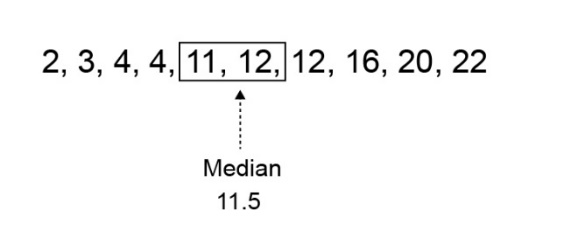 2, 3, 4, 4, 11, 12, 12, 16, 20, 22
Median
11.5